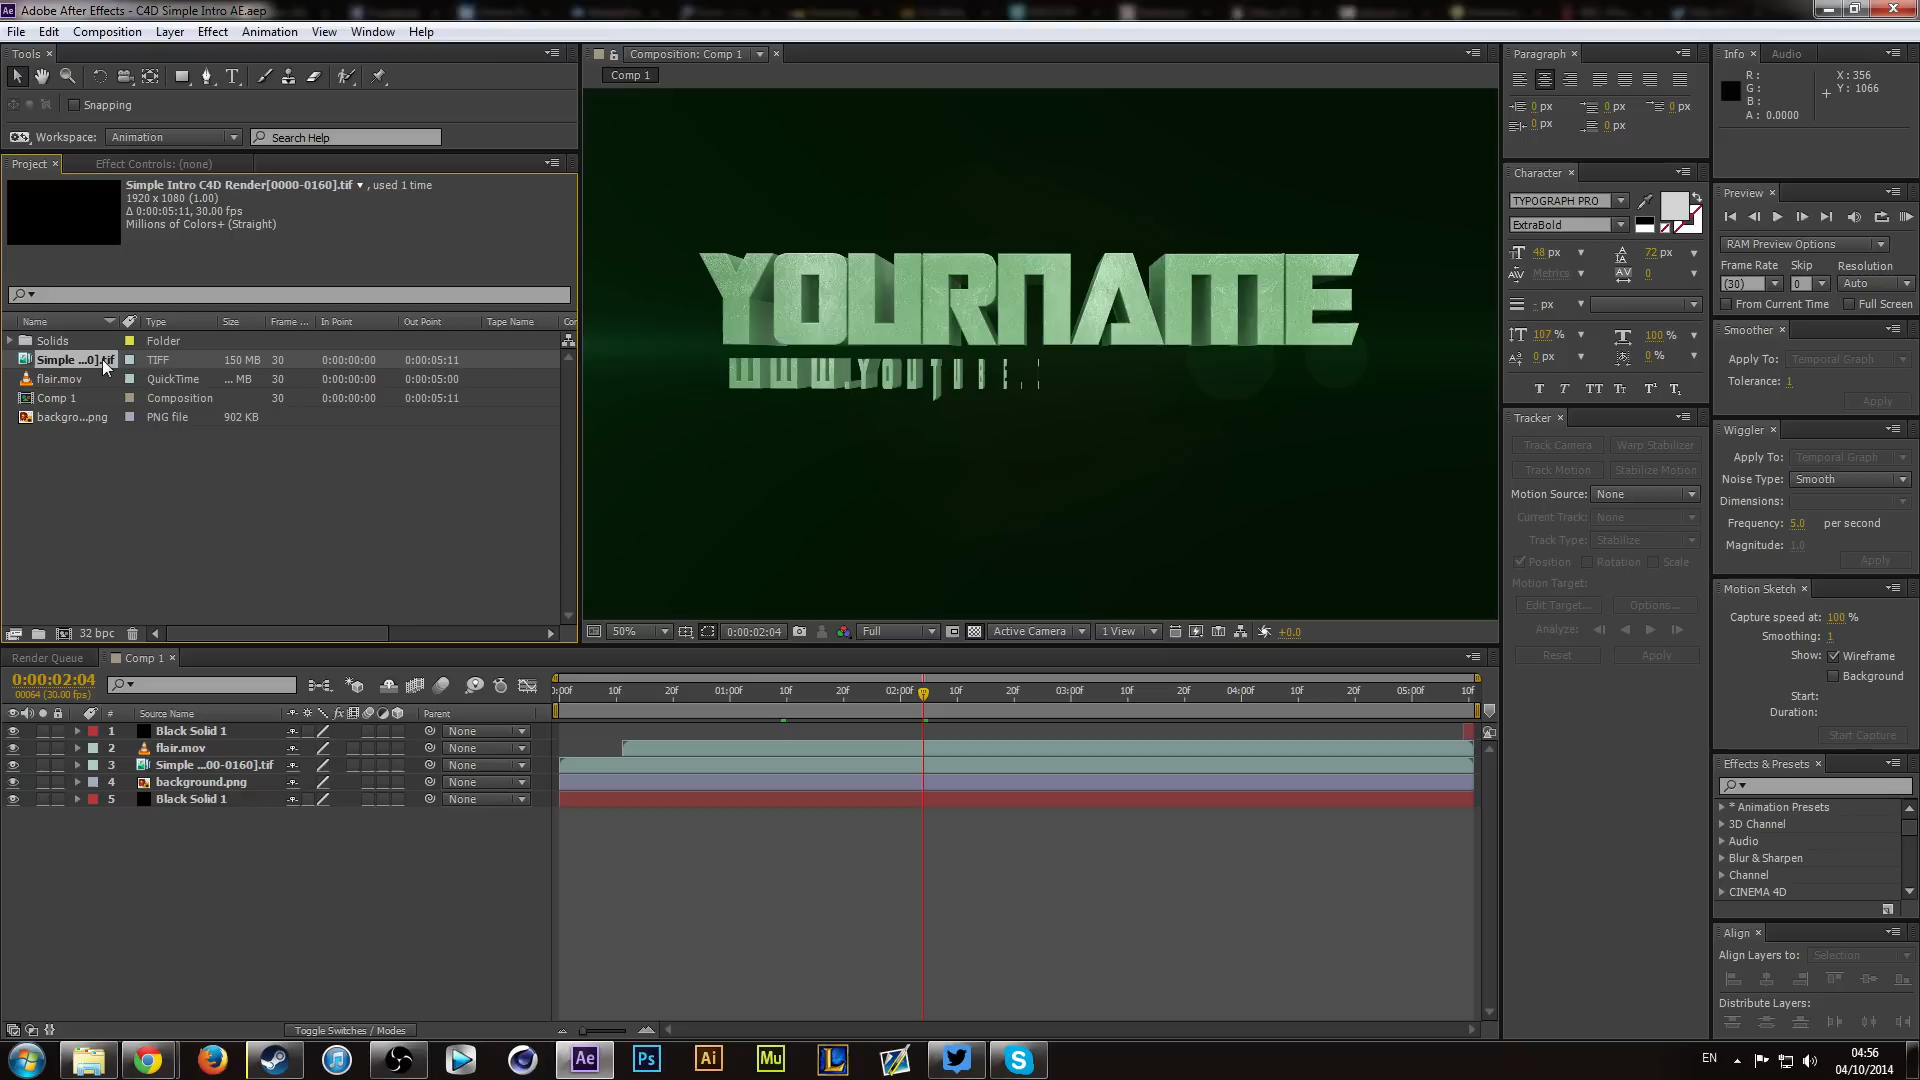 Adobe After Effects - C4D Simple Intro AE.aep
File Edit Composition Layer Effect Animation View Window Help
Tools
Snapping
Workspace: Animation Search Help
Project Effect Controls: (none)
Simple Intro C4D Render[0000-0160].tif , used 1 time
1920 x 1080 (1.00)
Δ 0:00:05:11, 30.00 fps
Millions of Colors+ (Straight)
Name Type Size Frame ... In Point Out Point Tape Name Cor
Solids Folder
Simple ...0].tif TIFF 150 MB 30 0:00:00:00 0:00:05:11
flair.mov QuickTime ... MB 30 0:00:00:00 0:00:05:00
Comp 1 Composition 30 0:00:00:00 0:00:05:11
backgro...png PNG file 902 KB
32 bpc
Composition: Comp 1
Comp 1
YOURNAME
WWW.YOUTUBE.
50% 0:00:02:04 Full Active Camera 1 View +0.0
Paragraph
0 px 0 px 0 px
0 px 0 px
Character
TYPOGRAPH PRO
ExtraBold
48 px 72 px
Metrics 0
- px
107 % 100 %
0 px 0 %
T T TT Tt T¹ T₁
Tracker
Track Camera Warp Stabilizer
Track Motion Stabilize Motion
Motion Source: None
Current Track: None
Track Type: Stabilize
Position Rotation Scale
Motion Target:
Edit Target... Options...
Analyze:
Reset Apply
Info Audio
R: X: 356
G: Y: 1066
B:
A: 0.0000
Preview
RAM Preview Options
Frame Rate Skip Resolution
(30) 0 Auto
From Current Time Full Screen
Smoother
Apply To: Temporal Graph
Tolerance: 1
Apply
Wiggler
Apply To: Temporal Graph
Noise Type: Smooth
Dimensions:
Frequency: 5.0 per second
Magnitude: 1.0
Apply
Motion Sketch
Capture speed at: 100 %
Smoothing: 1
Show: Wireframe
Background
Start:
Duration:
Start Capture
Effects & Presets
* Animation Presets
3D Channel
Audio
Blur & Sharpen
Channel
CINEMA 4D
Align
Align Layers to: Selection
Distribute Layers:
Render Queue Comp 1
0:00:02:04
00064 (30.00 fps)
0:00f 10f 20f 01:00f 10f 20f 02:00f 10f 20f 03:00f 10f 20f 04:00f 10f 20f 05:00f 10f
# Source Name Parent
1 Black Solid 1 None
2 flair.mov None
3 Simple ...00-0160].tif None
4 background.png None
5 Black Solid 1 None
Toggle Switches / Modes
Ae Ps Ai Mu L S
EN 04:56
04/10/2014